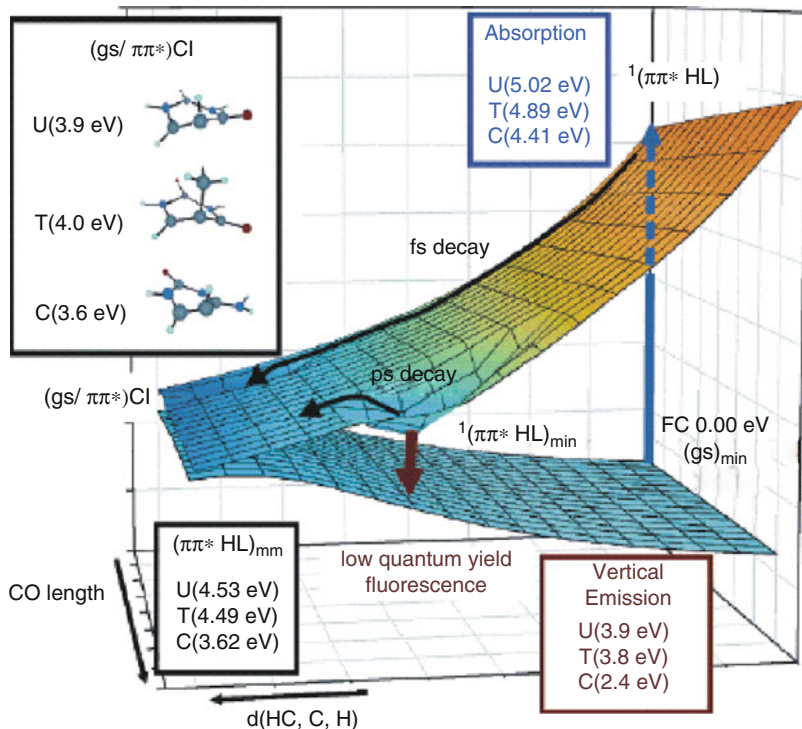 (gs/ ππ*)CI
U(3.9 eV)
T(4.0 eV)
C(3.6 eV)
Absorption
U(5.02 eV)
T(4.89 eV)
C(4.41 eV)
¹(ππ* HL)
fs decay
ps decay
(gs/ ππ*)CI
¹(ππ* HL)min
FC 0.00 eV
(gs)min
(ππ* HL)mm
U(4.53 eV)
T(4.49 eV)
C(3.62 eV)
low quantum yield
fluorescence
Vertical
Emission
U(3.9 eV)
T(3.8 eV)
C(2.4 eV)
CO length
d(HC, C, H)